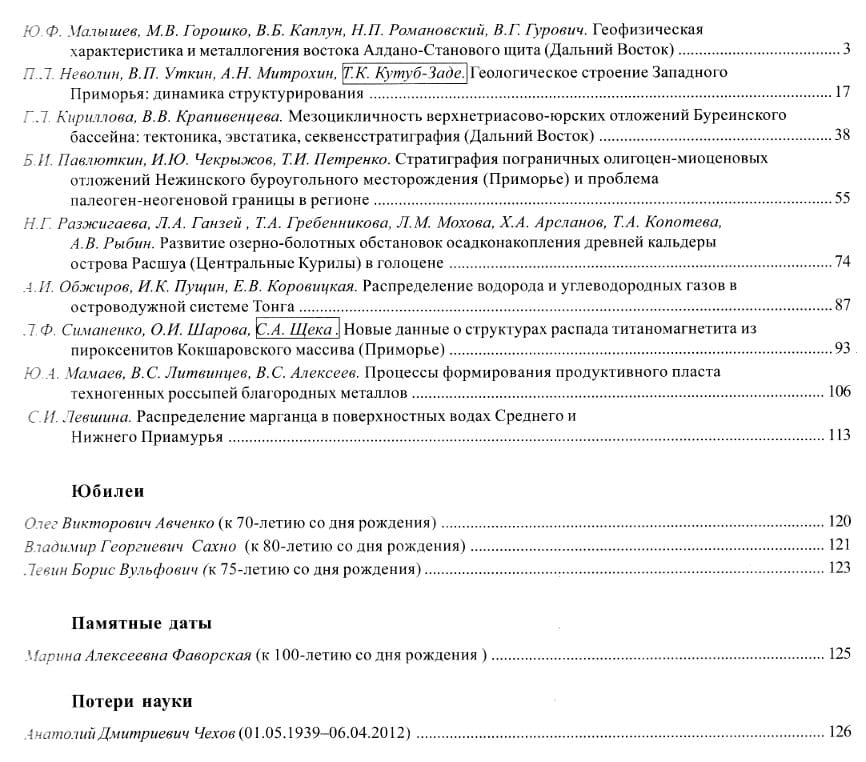 Ю.Ф. Малышев, М.В. Горошко, В.Б. Каплун, Н.П. Романовский, В.Г. Гурович. Геофизическая
характеристика и металлогения востока Алдано-Станового щита (Дальний Восток) ........ 3
П.Л. Неволин, В.П. Уткин, А.Н. Митрохин, Т.К. Кутуб-Заде. Геологическое строение Западного
Приморья: динамика структурирования ........ 17
Г.Л. Кириллова, В.В. Крапивенцева. Мезоцикличность верхнетриасово-юрских отложений Буреинского
бассейна: тектоника, эвстатика, секвенсстратиграфия (Дальний Восток) ........ 38
Б.И. Павлюткин, И.Ю. Чекрыжов, Т.И. Петренко. Стратиграфия пограничных олигоцен-миоценовых
отложений Нежинского буроугольного месторождения (Приморье) и проблема
палеоген-неогеновой границы в регионе ........ 55
Н.Г. Разжигаева, Л.А. Ганзей , Т.А. Гребенникова, Л.М. Мохова, Х.А. Арсланов, Т.А. Копотева,
А.В. Рыбин. Развитие озерно-болотных обстановок осадконакопления древней кальдеры
острова Расшуа (Центральные Курилы) в голоцене ........ 74
А.И. Обжиров, И.К. Пущин, Е.В. Коровицкая. Распределение водорода и углеводородных газов в
островодужной системе Тонга ........ 87
Л.Ф. Симаненко, О.И. Шарова, С.А. Щека . Новые данные о структурах распада титаномагнетита из
пироксенитов Кокшаровского массива (Приморье) ........ 93
Ю.А. Мамаев, В.С. Литвинцев, В.С. Алексеев. Процессы формирования продуктивного пласта
техногенных россыпей благородных металлов ........ 106
С.И. Левшина. Распределение марганца в поверхностных водах Среднего и
Нижнего Приамурья ........ 113
Юбилеи
Олег Викторович Авченко (к 70-летию со дня рождения) ........ 120
Владимир Георгиевич Сахно (к 80-летию со дня рождения) ........ 121
Левин Борис Вульфович (к 75-летию со дня рождения) ........ 123
Памятные даты
Марина Алексеевна Фаворская (к 100-летию со дня рождения ) ........ 125
Потери науки
Анатолий Дмитриевич Чехов (01.05.1939–06.04.2012) ........ 126